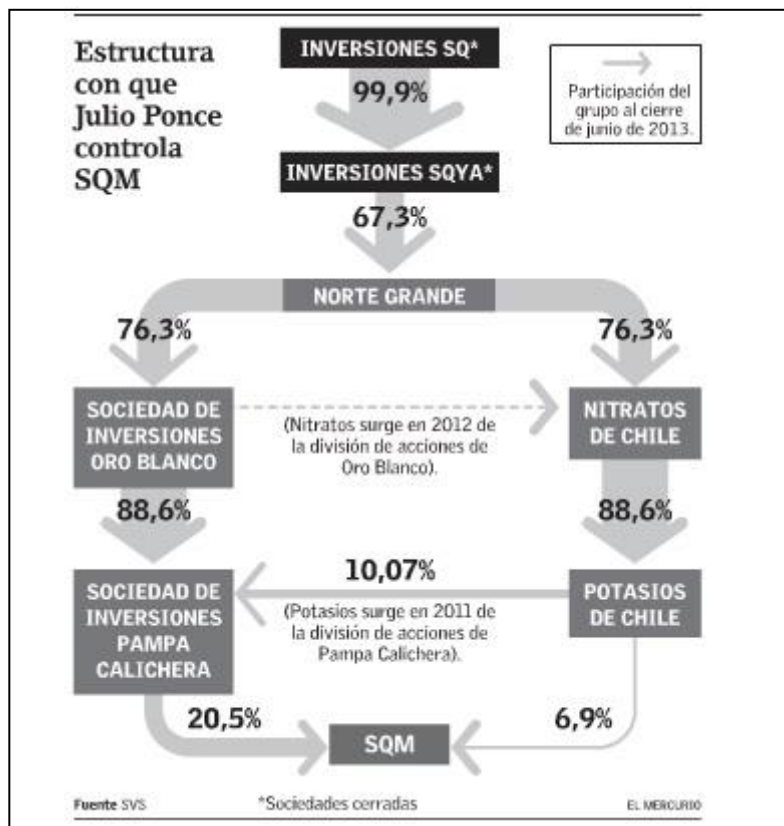 Estructura
con que
Julio Ponce
controla
SQM
INVERSIONES SQ*
99,9%
Participación del
grupo al cierre
de junio de 2013.
INVERSIONES SQYA*
67,3%
NORTE GRANDE
76,3%
76,3%
SOCIEDAD DE
INVERSIONES
ORO BLANCO
(Nitratos surge en 2012 de
la división de acciones de
Oro Blanco).
NITRATOS
DE CHILE
88,6%
88,6%
SOCIEDAD DE
INVERSIONES
PAMPA
CALICHERA
10,07%
(Potasios surge en 2011 de
la división de acciones de
Pampa Calichera).
POTASIOS
DE CHILE
20,5%
SQM
6,9%
Fuente SVS
*Sociedades cerradas
EL MERCURIO